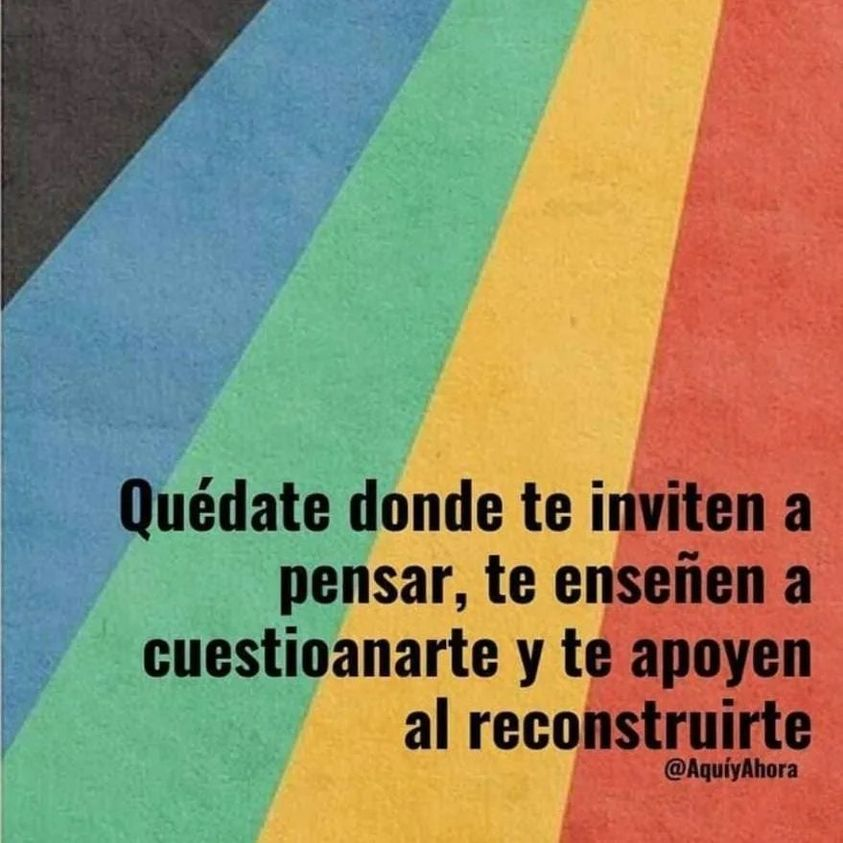 Quédate donde te inviten a
pensar, te enseñen a
cuestioanarte y te apoyen
al reconstruirte
@AquíyAhora